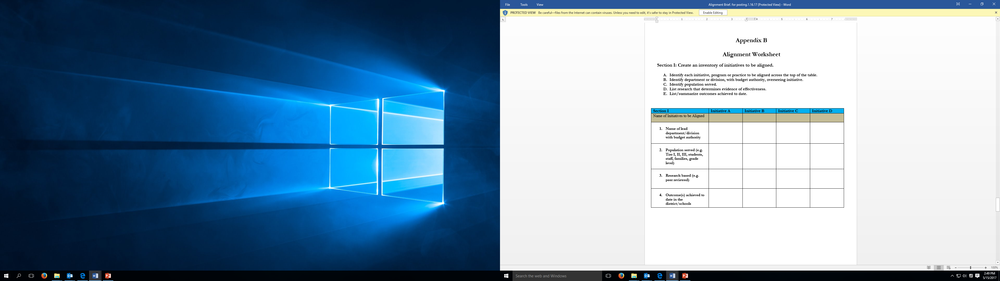 File Tools View Alignment Brief. for posting.1.16.17 (Protected View) - Word
PROTECTED VIEW Be careful—files from the Internet can contain viruses. Unless you need to edit, it's safer to stay in Protected View. Enable Editing
1 2 3 4 5 6 7
Appendix B
Alignment Worksheet
Section I: Create an inventory of initiatives to be aligned.
A. Identify each initiative, program or practice to be aligned across the top of the table.
B. Identify department or division, with budget authority, overseeing initiative.
C. Identify population served.
D. List research that determines evidence of effectiveness.
E. List/summarize outcomes achieved to date.
Section I Initiative A Initiative B Initiative C Initiative D
Name of Initiatives to be Aligned
1. Name of lead
department/division
with budget authority
2. Population served (e.g.
Tier I, II, III, students,
staff, families, grade
level)
3. Research based (e.g.
peer reviewed)
4. Outcome(s) achieved to
date in the
district/schools
100%
Search the web and Windows
2:49 PM
5/15/2017